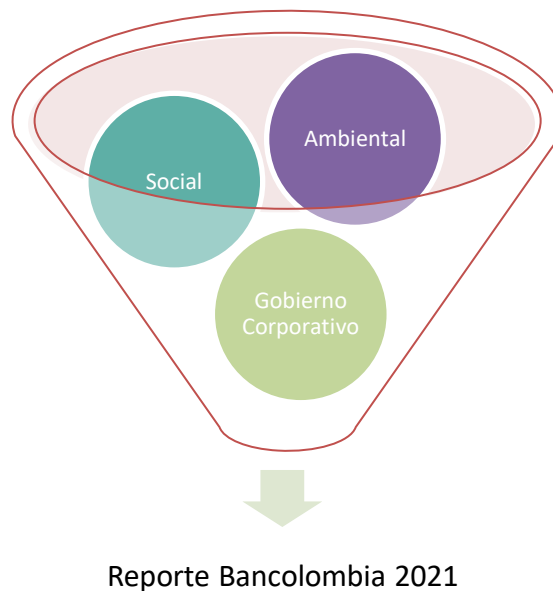 Ambiental
Social
Gobierno
Corporativo
Reporte Bancolombia 2021